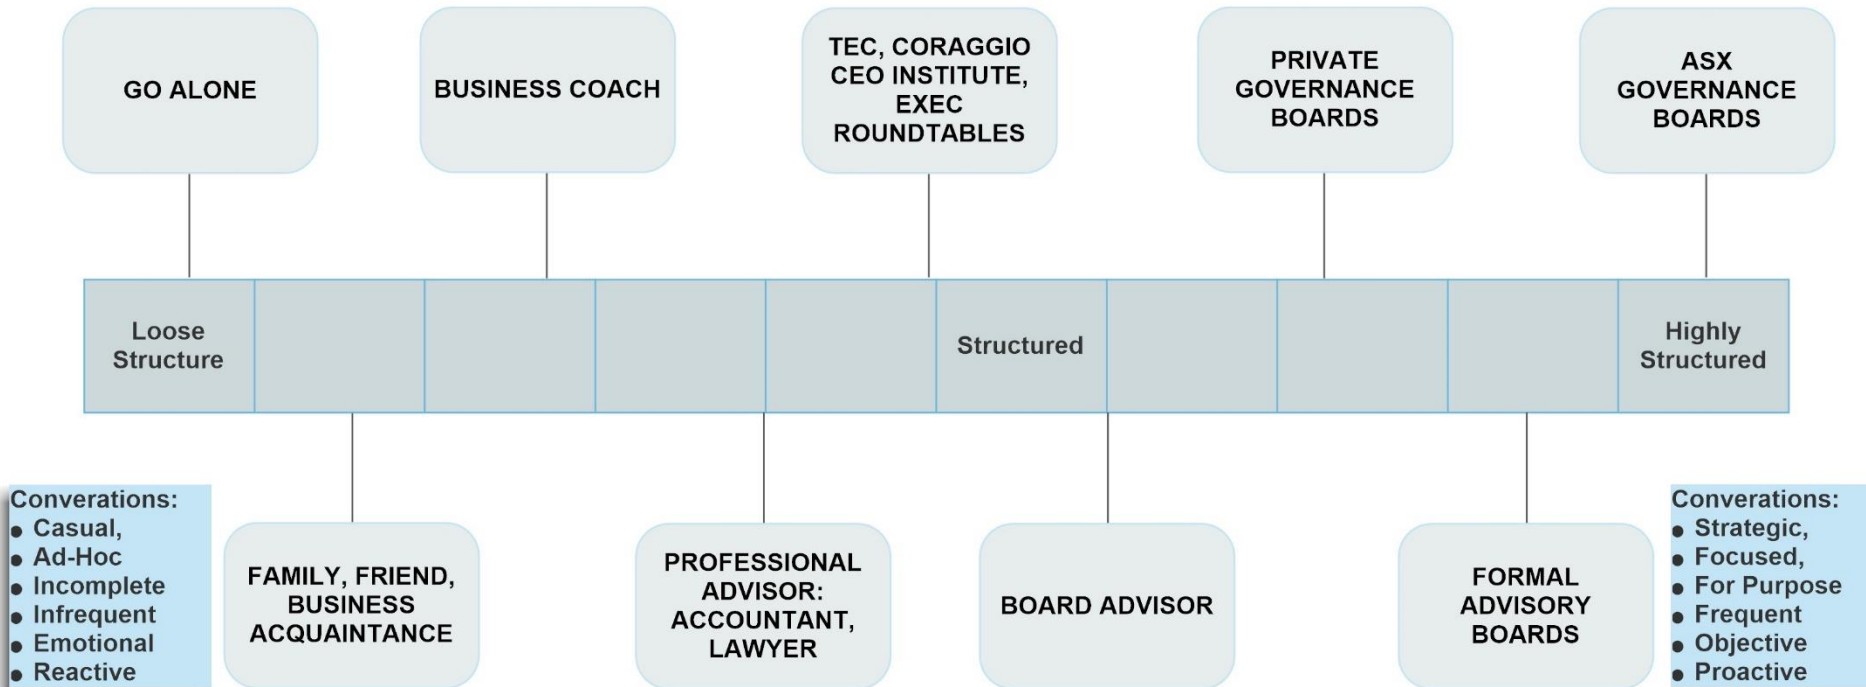 GO ALONE
BUSINESS COACH
TEC, CORAGGIO
CEO INSTITUTE,
EXEC
ROUNDTABLES
PRIVATE
GOVERNANCE
BOARDS
ASX
GOVERNANCE
BOARDS
Loose
Structure
Structured
Highly
Structured
Converations:
• Casual,
• Ad-Hoc
• Incomplete
• Infrequent
• Emotional
• Reactive
FAMILY, FRIEND,
BUSINESS
ACQUAINTANCE
PROFESSIONAL
ADVISOR:
ACCOUNTANT,
LAWYER
BOARD ADVISOR
FORMAL
ADVISORY
BOARDS
Converations:
• Strategic,
• Focused,
• For Purpose
• Frequent
• Objective
• Proactive